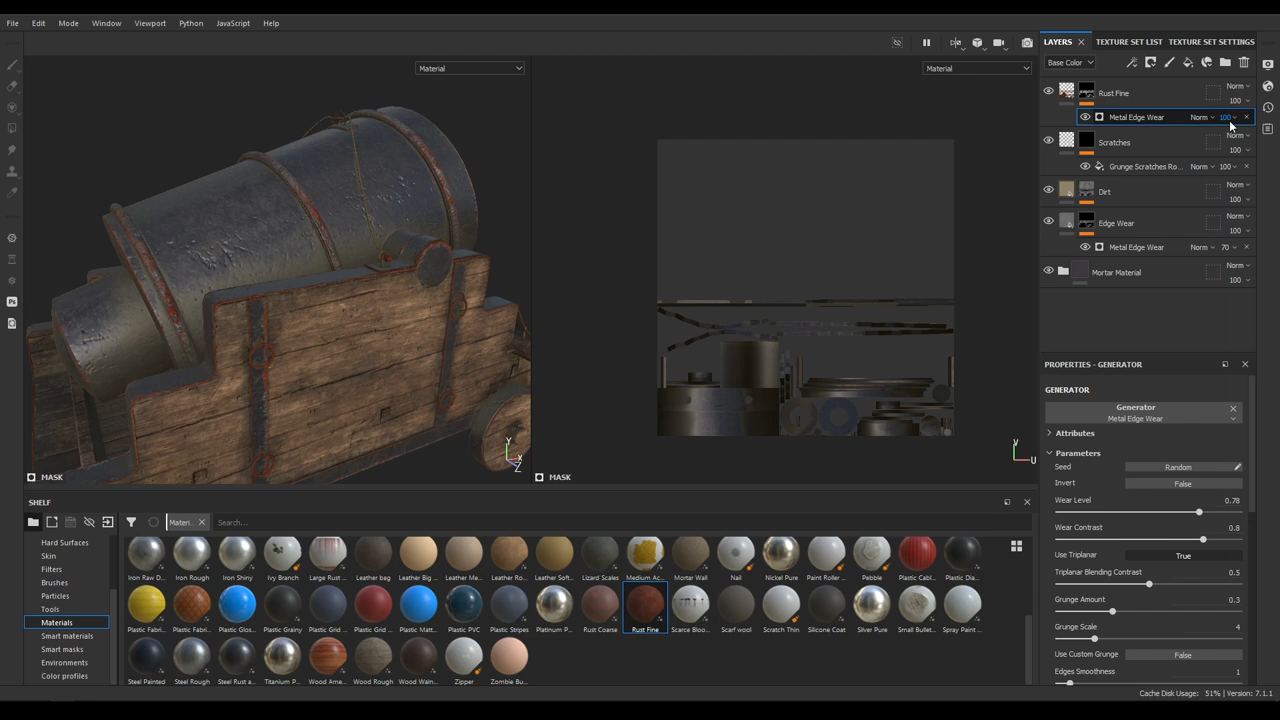 File Edit Mode Window Viewport Python JavaScript Help
LAYERS TEXTURE SET LIST TEXTURE SET SETTINGS
Base Color
Material
Material
Rust Fine Norm
100
Metal Edge Wear Norm 100
Scratches Norm
100
Grunge Scratches Ro... Norm 100
Dirt Norm
100
Edge Wear Norm
100
Metal Edge Wear Norm 70
Mortar Material Norm
100
Y
X
Z
V
U
MASK
MASK
PROPERTIES - GENERATOR
GENERATOR
Generator
Metal Edge Wear
Attributes
Parameters
Seed Random
Invert False
Wear Level 0.78
Wear Contrast 0.8
Use Triplanar True
Triplanar Blending Contrast 0.5
Grunge Amount 0.3
Grunge Scale 4
Use Custom Grunge False
Edges Smoothness 1
SHELF
Materi... Search...
Hard Surfaces
Skin
Filters
Brushes
Particles
Tools
Materials
Smart materials
Smart masks
Environments
Color profiles
Iron Raw D... Iron Rough Iron Shiny Ivy Branch Large Rust ... Leather bag Leather Big ... Leather Me... Leather Ro... Leather Soft... Lizard Scales Medium Ac... Mortar Wall Nail Nickel Pure Paint Roller ... Pebble Plastic Cabl... Plastic Dia...
Plastic Fabri... Plastic Fabri... Plastic Glos... Plastic Grainy Plastic Grid ... Plastic Grid ... Plastic Matt... Plastic PVC Plastic Stripes Platinum P... Rust Coarse Rust Fine Scarce Bloo... Scarf wool Scratch Thin Silicone Coat Silver Pure Small Bullet... Spray Paint ...
Steel Painted Steel Rough Steel Rust a... Titanium P... Wood Ame... Wood Rough Wood Waln... Zipper Zombie Bu...
Ps
Cache Disk Usage: 51% | Version: 7.1.1